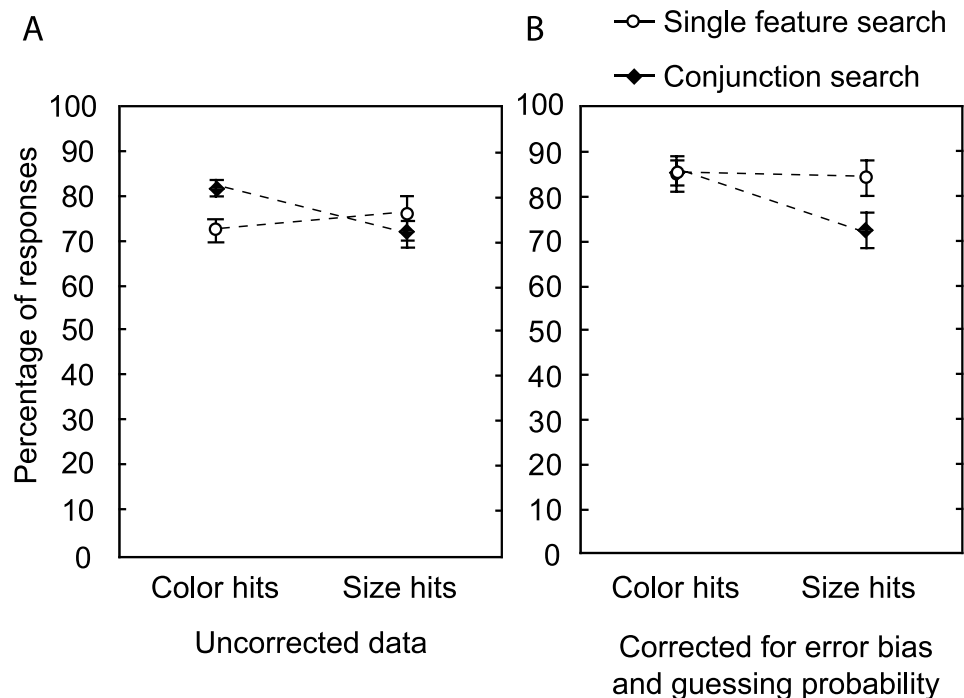 A
B
Single feature search
Conjunction search
Percentage of responses
100
90
80
70
60
50
40
30
20
10
0
Color hits
Size hits
Uncorrected data
100
90
80
70
60
50
40
30
20
10
0
Color hits
Size hits
Corrected for error bias
and guessing probability